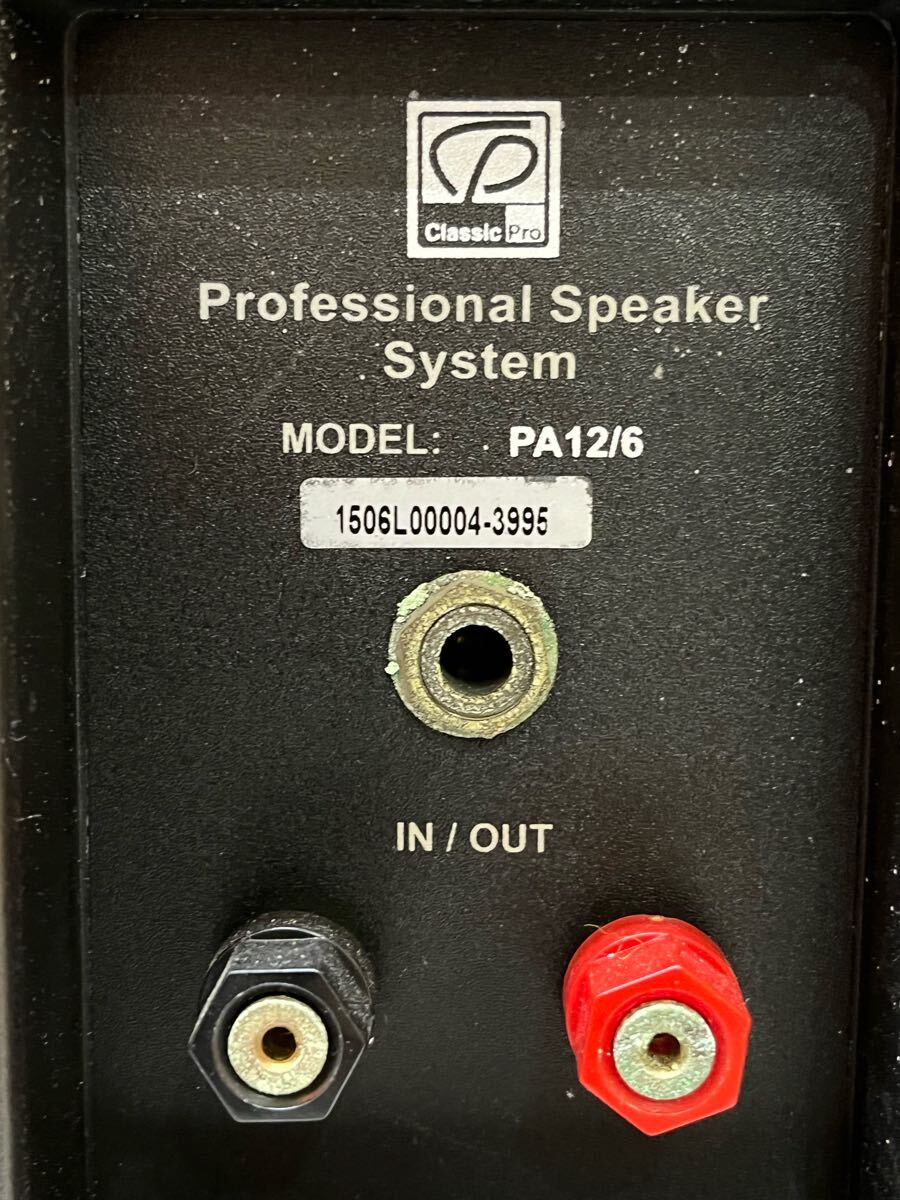 Classic Pro
Professional Speaker
System
MODEL: PA12/6
1506L00004-3995
IN / OUT